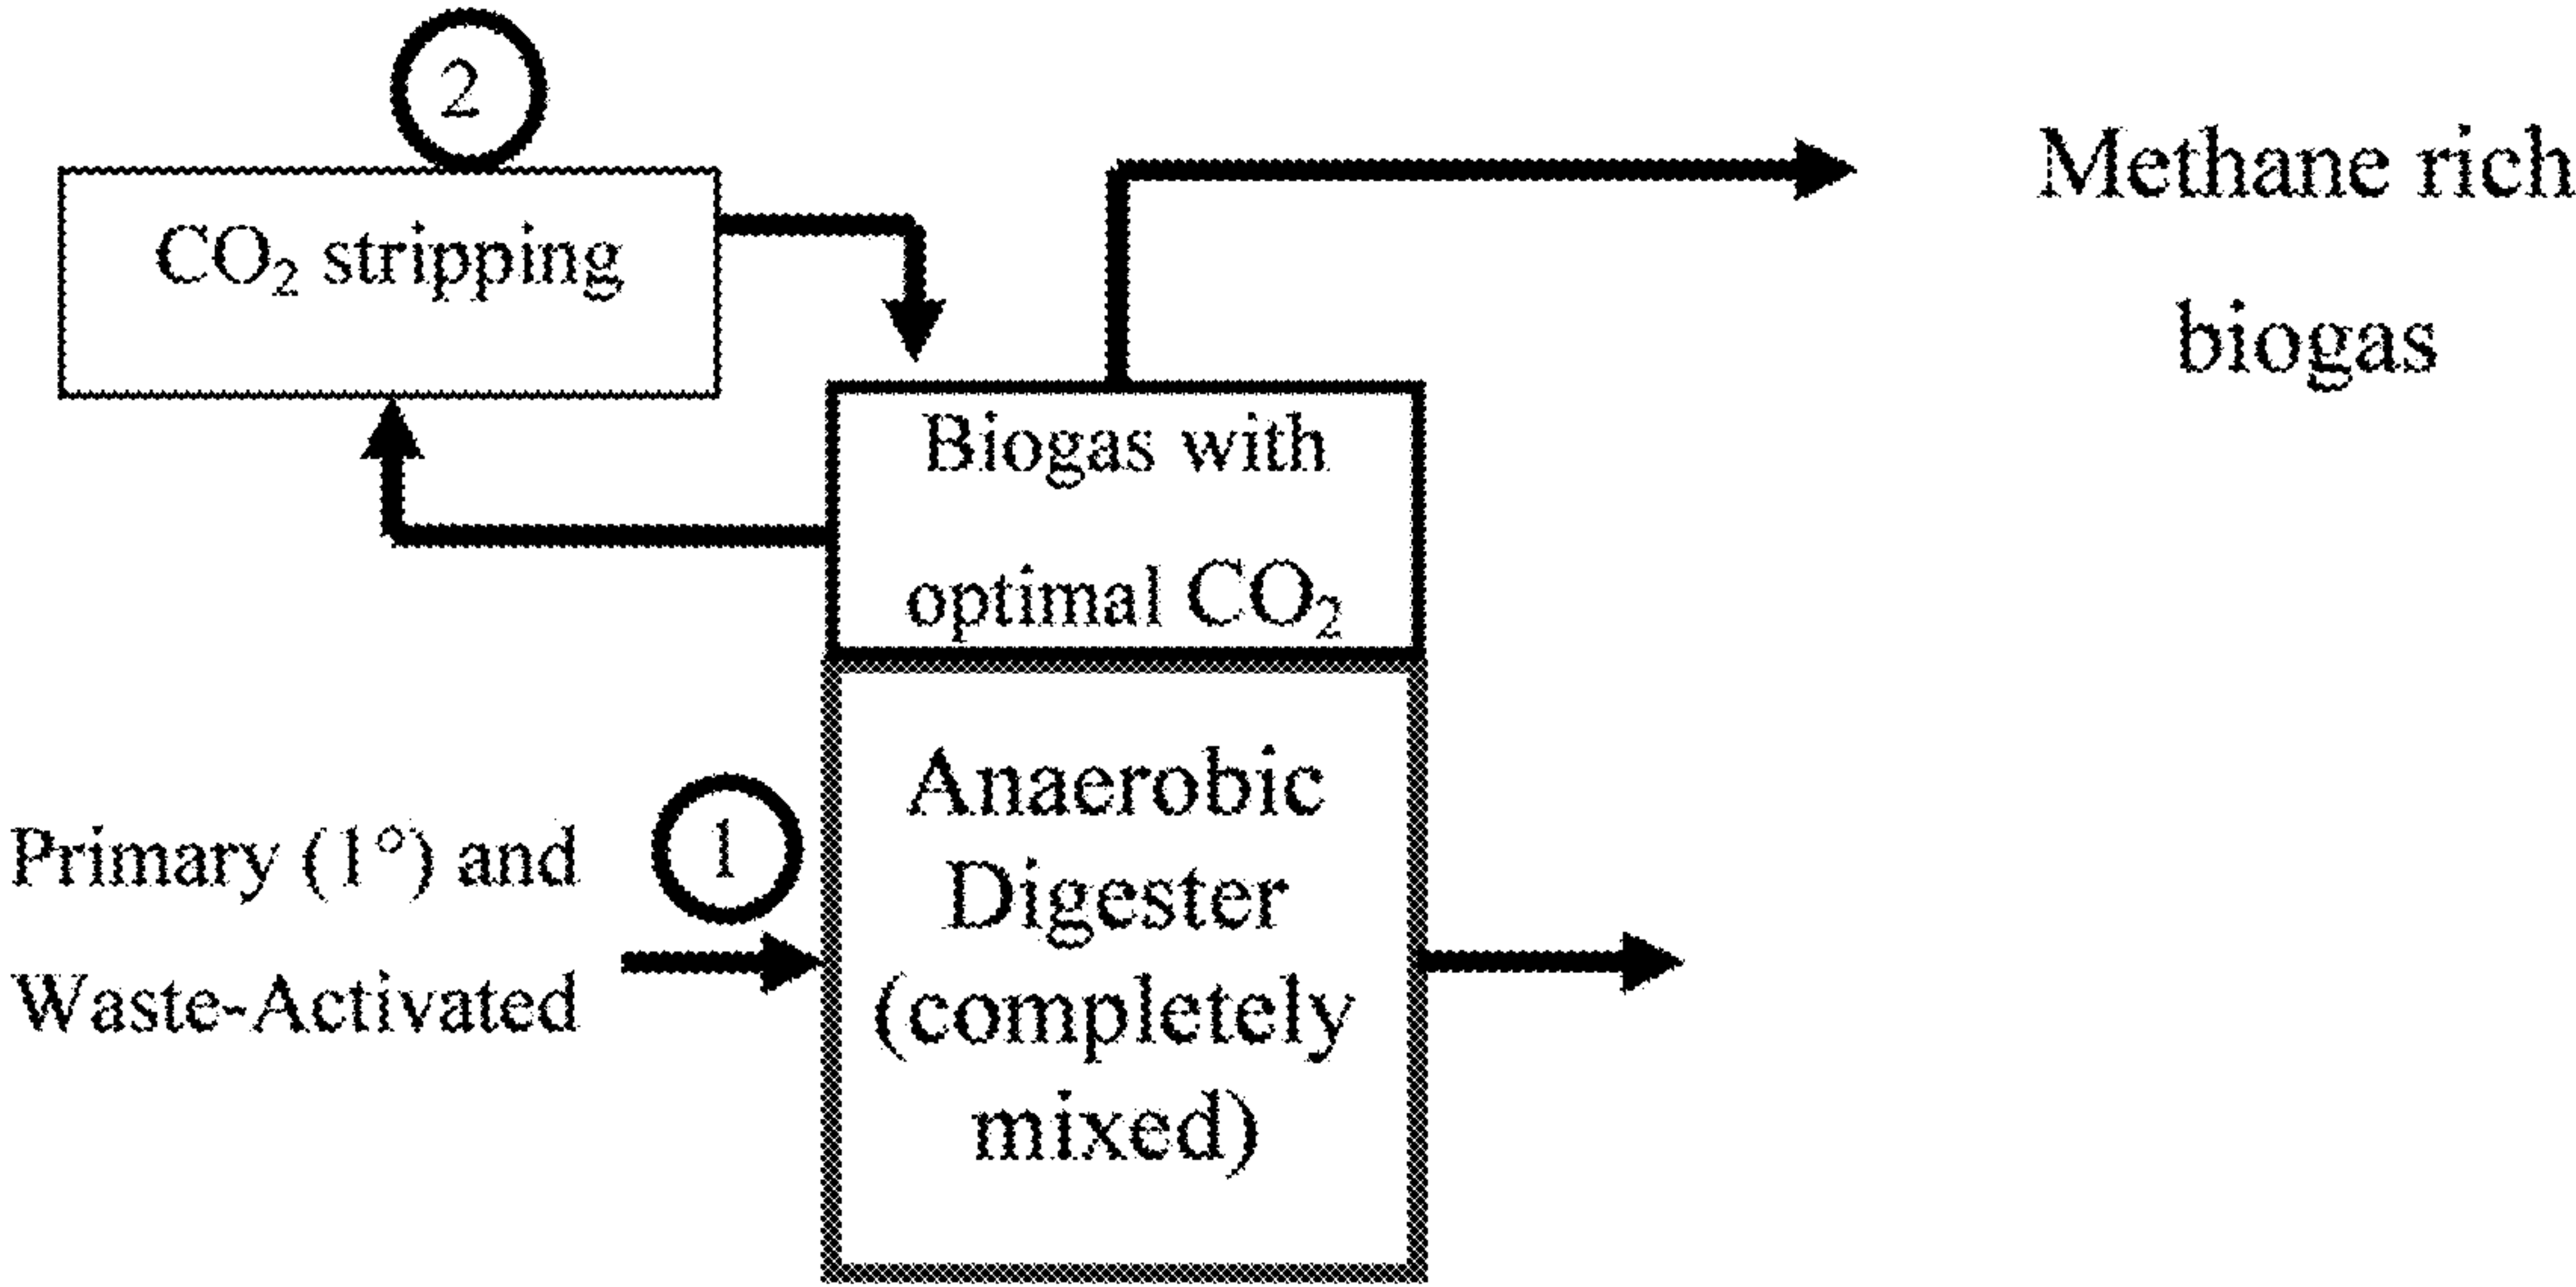 2
CO₂ stripping
Methane rich
biogas
Biogas with
optimal CO₂
Primary (1°) and
Waste-Activated
1
Anaerobic
Digester
(completely
mixed)